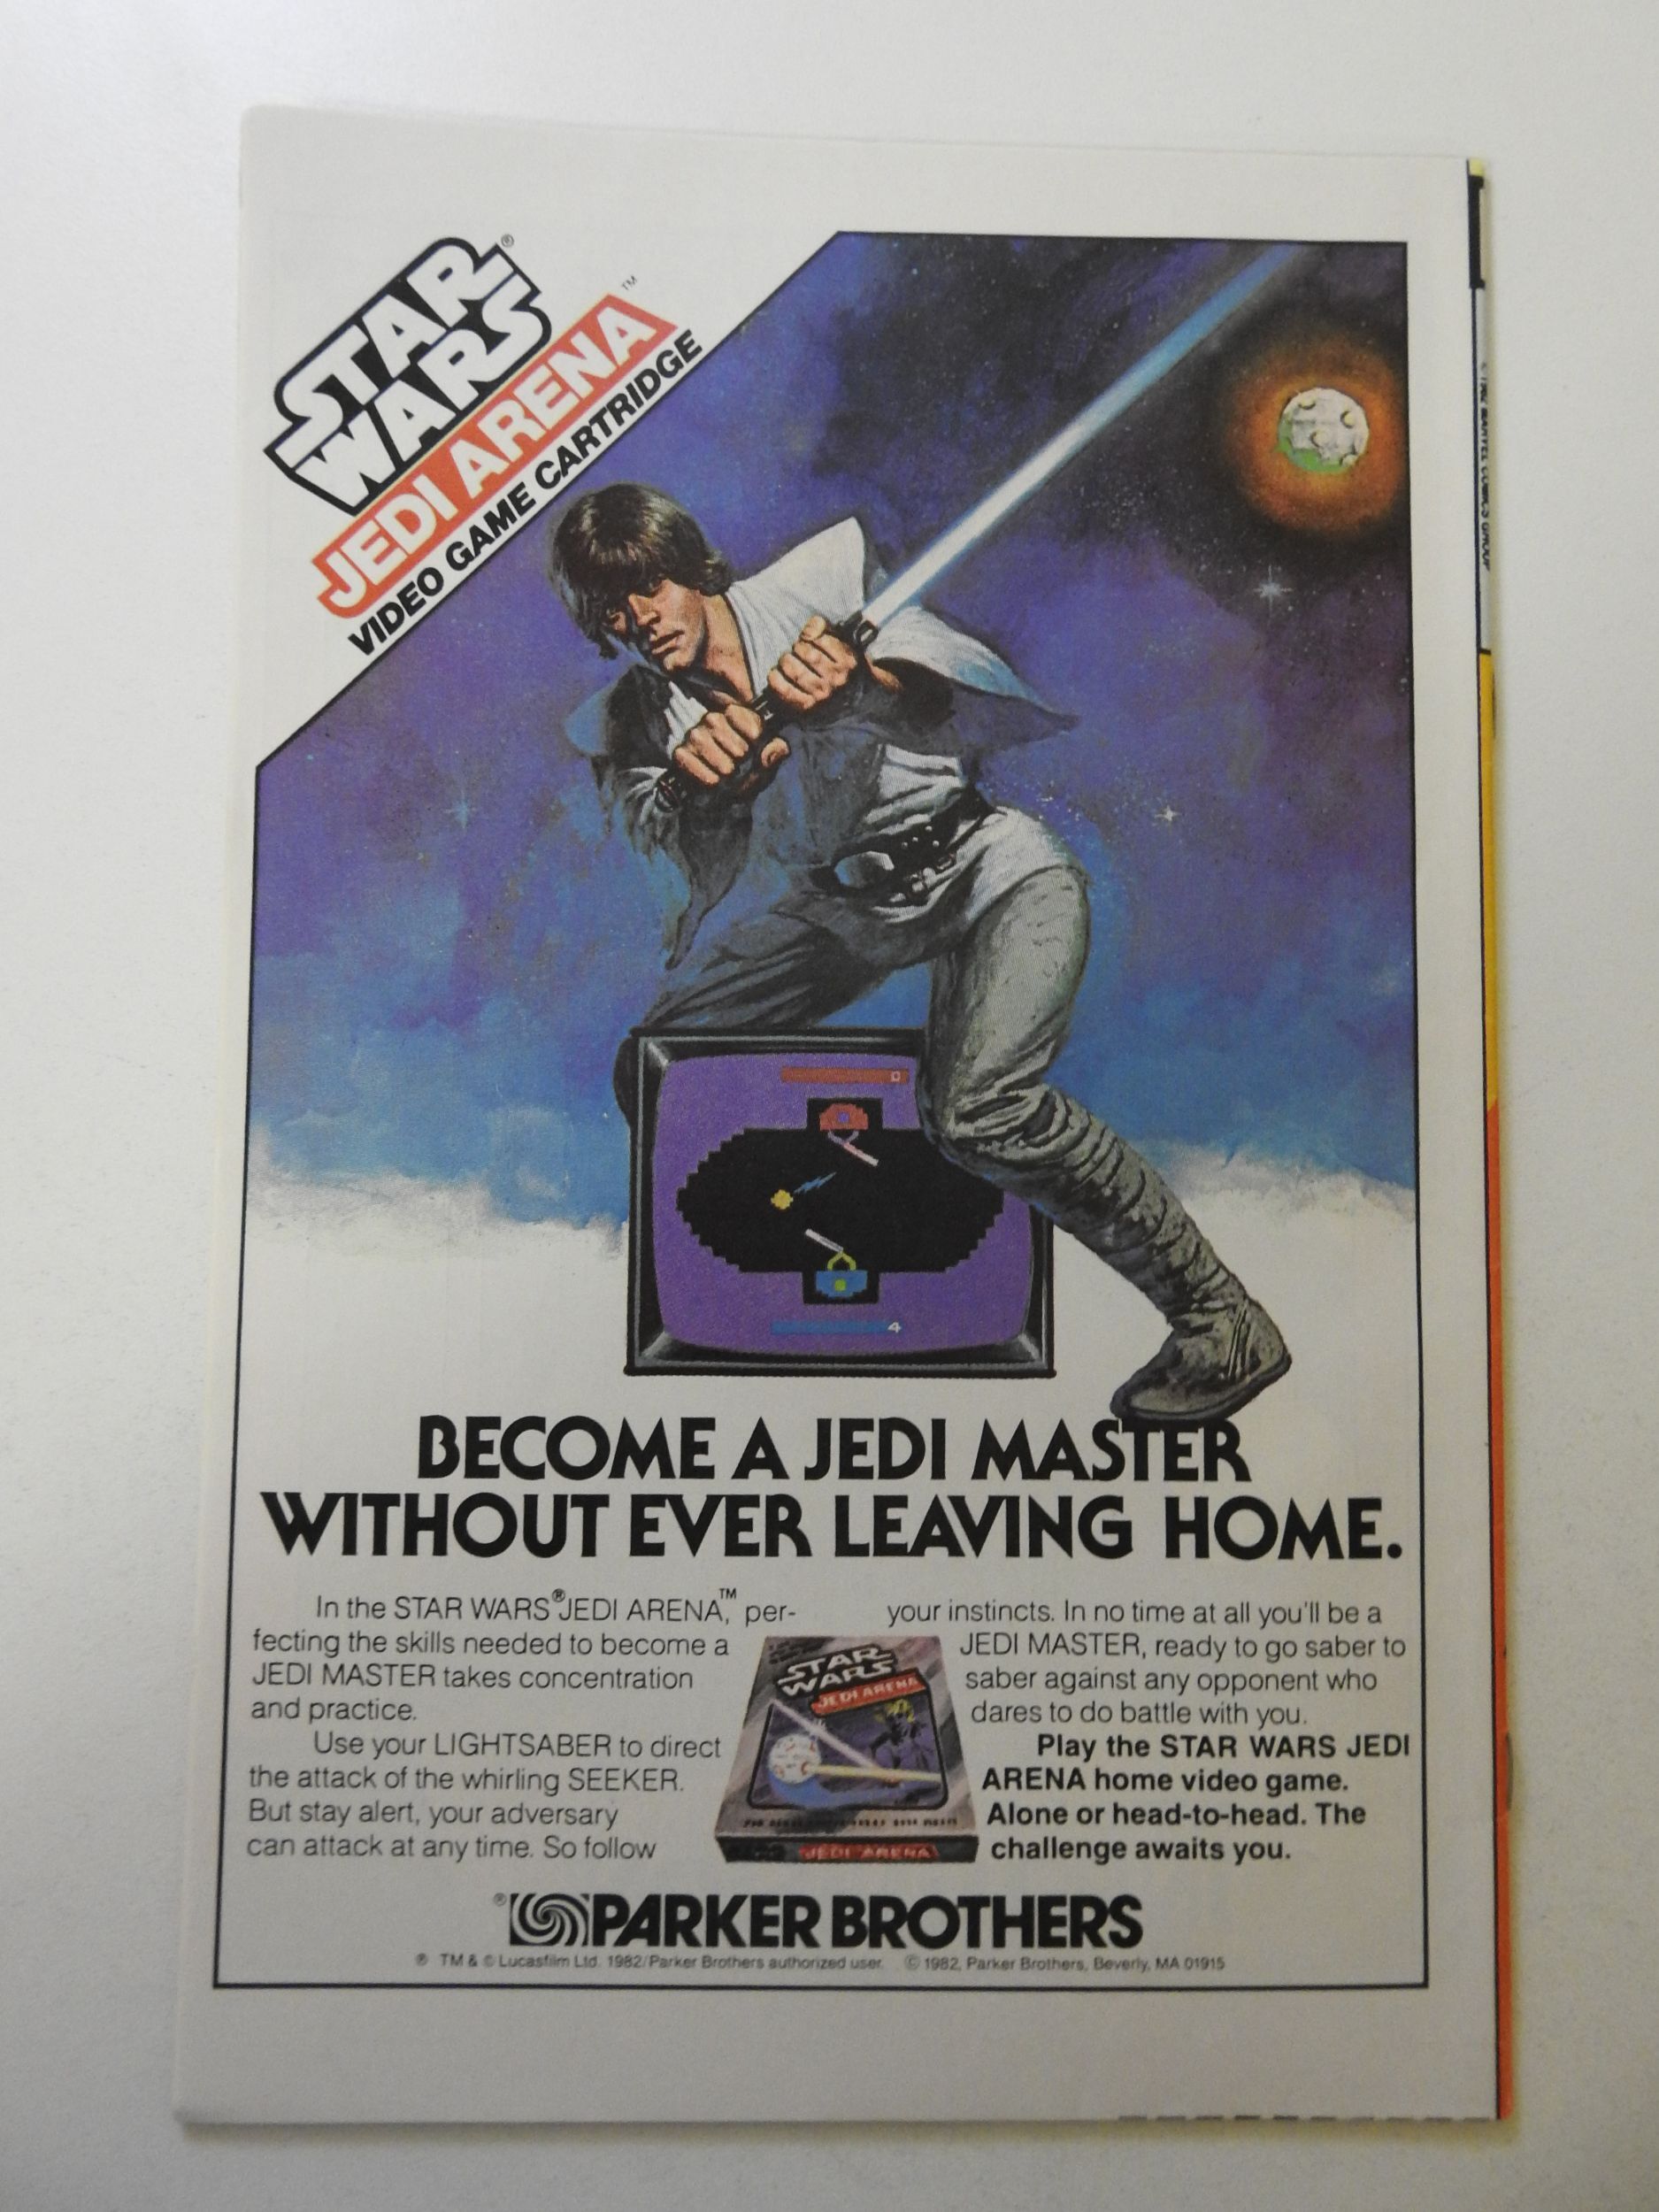 STAR
WARS®
JEDI ARENA™
VIDEO GAME CARTRIDGE
0
4
BECOME A JEDI MASTER
WITHOUT EVER LEAVING HOME.
In the STAR WARS® JEDI ARENA,™ per-
fecting the skills needed to become a
JEDI MASTER takes concentration
and practice.
Use your LIGHTSABER to direct
the attack of the whirling SEEKER.
But stay alert, your adversary
can attack at any time. So follow
your instincts. In no time at all you'll be a
JEDI MASTER, ready to go saber to
saber against any opponent who
dares to do battle with you.
Play the STAR WARS JEDI
ARENA home video game.
Alone or head-to-head. The
challenge awaits you.
STAR
WARS
JEDI ARENA
JEDI ARENA
® PARKER BROTHERS
® TM & © Lucasfilm Ltd. 1982/Parker Brothers authorized user. © 1982, Parker Brothers, Beverly, MA 01915